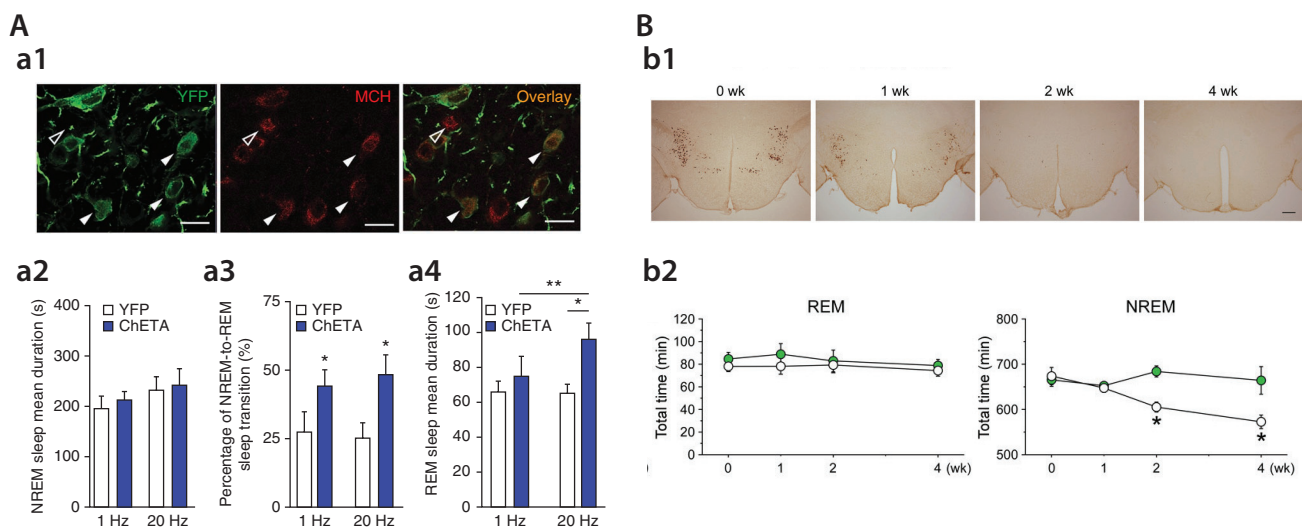 A
a1
YFP
MCH
Overlay
a2
NREM sleep mean duration (s)
400
300
200
100
0
YFP
ChETA
1 Hz
20 Hz
a3
Percentage of NREM-to-REM
sleep transition (%)
75
50
25
0
YFP
ChETA
*
*
1 Hz
20 Hz
a4
REM sleep mean duration (s)
120
100
80
60
40
20
0
YFP
ChETA
**
*
1 Hz
20 Hz
B
b1
0 wk
1 wk
2 wk
4 wk
b2
REM
Total time (min)
120
100
80
60
40
20
0
0
1
2
4 (wk)
NREM
Total time (min)
800
700
600
500
*
*
0
1
2
4 (wk)